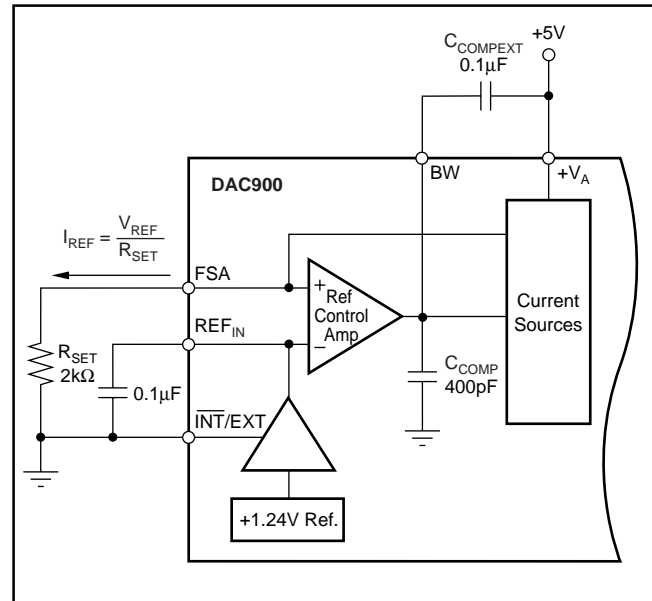 +5V
C_COMPEXT
0.1µF
BW
+V_A
DAC900
I_REF = V_REF / R_SET
FSA
+
Ref
Control
Amp
–
Current
Sources
REF_IN
R_SET
2kΩ
0.1µF
C_COMP
400pF
I̅N̅T̅/EXT
+1.24V Ref.